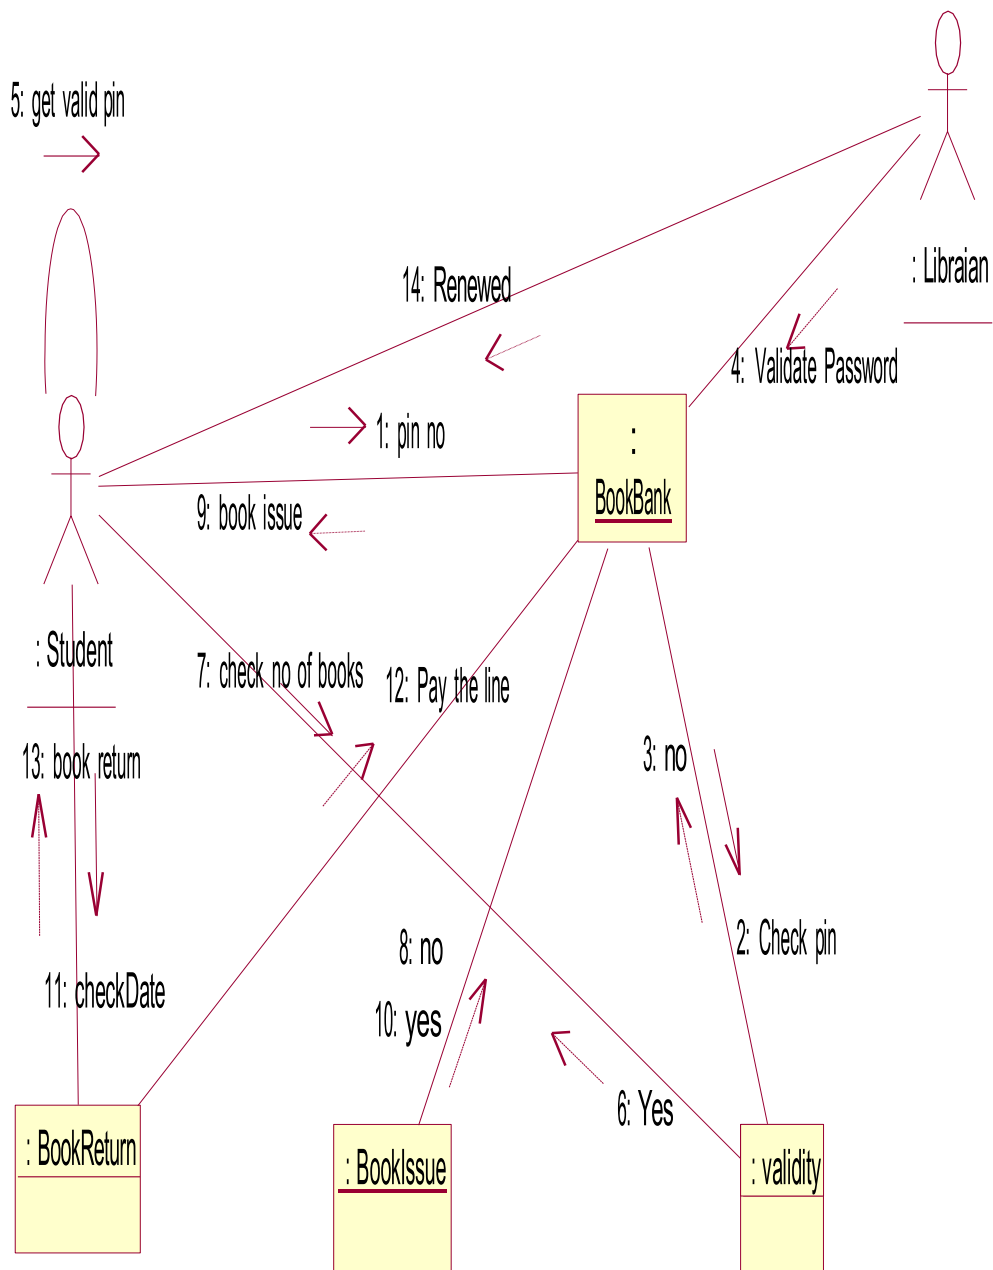 5: get valid pin
: Libraian
14: Renewed
4: Validate Password
1: pin no
:
BookBank
9: book issue
: Student
7: check no of books
12: Pay the line
13: book return
3: no
2: Check pin
8: no
11: checkDate
10: yes
6: Yes
: BookReturn
: BookIssue
: validity